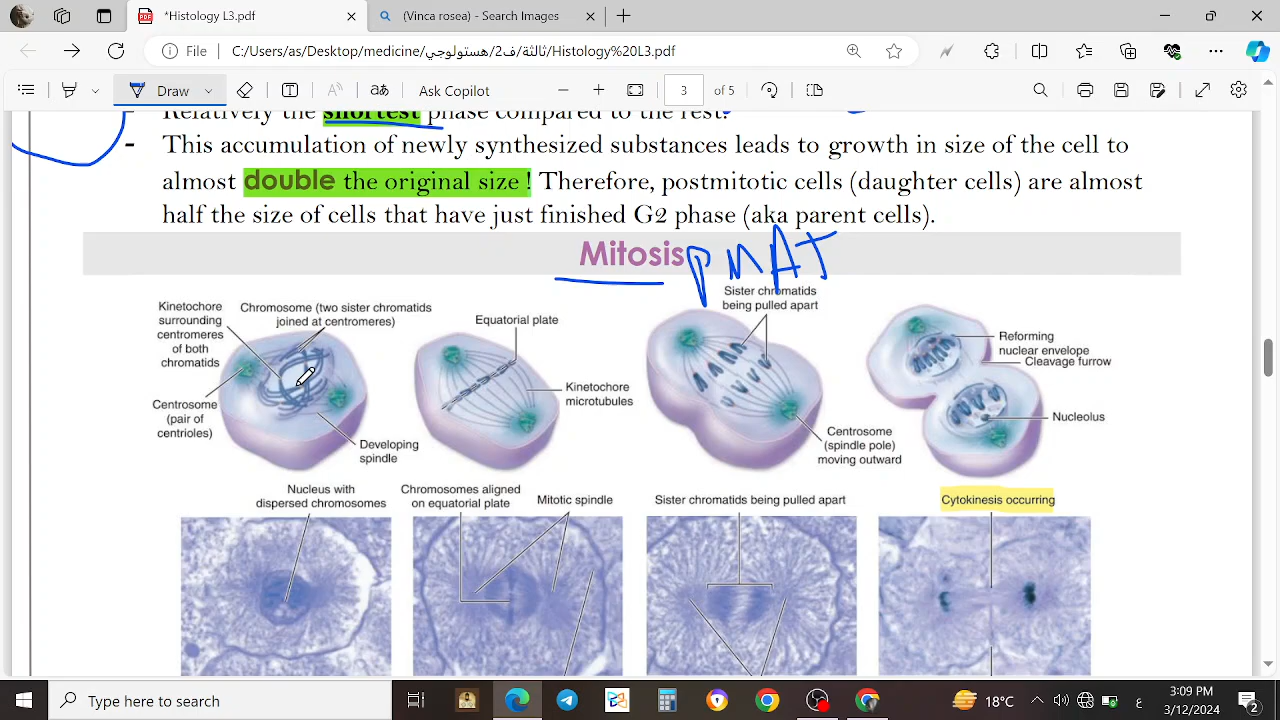 *Histology L3.pdf
(Vinca rosea) - Search Images
File
C:/Users/as/Desktop/medicine/هستولوجي/ف2/ثالثة/Histology%20L3.pdf
Draw
Ask Copilot
3 of 5
Relatively the shortest phase compared to the rest.
- This accumulation of newly synthesized substances leads to growth in size of the cell to
almost double the original size ! Therefore, postmitotic cells (daughter cells) are almost
half the size of cells that have just finished G2 phase (aka parent cells).
Mitosis
PMAT
Kinetochore
surrounding
centromeres
of both
chromatids
Chromosome (two sister chromatids
joined at centromeres)
Centrosome
(pair of
centrioles)
Developing
spindle
Equatorial plate
Kinetochore
microtubules
Sister chromatids
being pulled apart
Centrosome
(spindle pole)
moving outward
Reforming
nuclear envelope
Cleavage furrow
Nucleolus
Nucleus with
dispersed chromosomes
Chromosomes aligned
on equatorial plate
Mitotic spindle
Sister chromatids being pulled apart
Cytokinesis occurring
Type here to search
18°C
ع
3:09 PM
3/12/2024
2